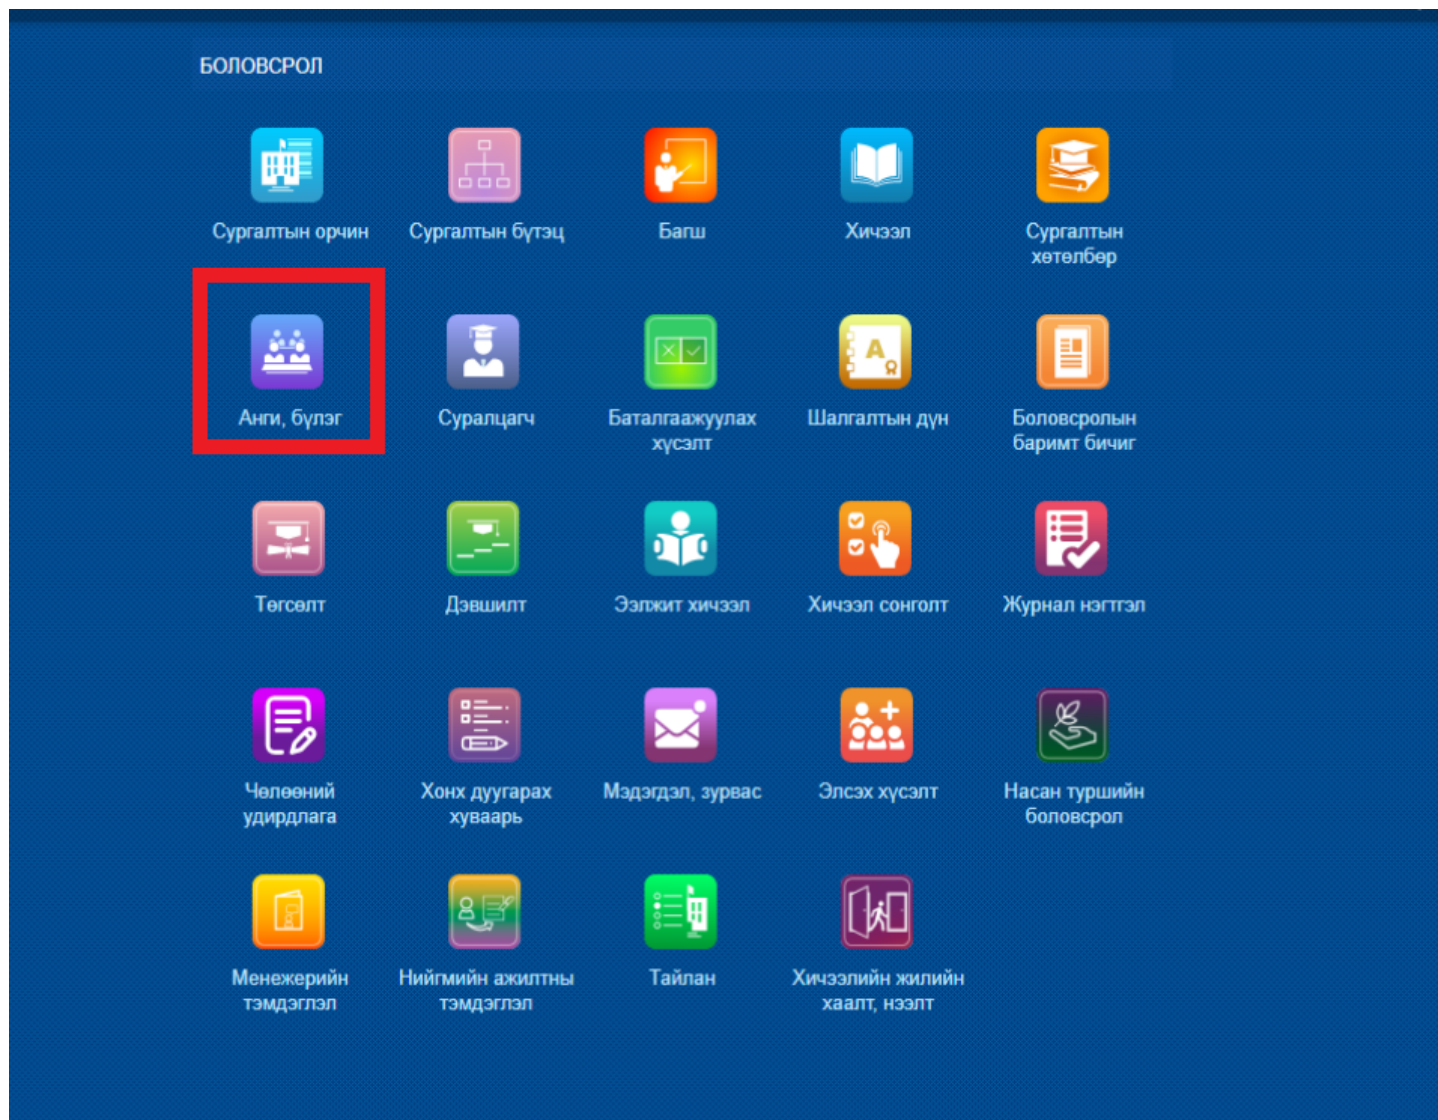 БОЛОВСРОЛ
Сургалтын орчин
Сургалтын бүтэц
Багш
Хичээл
Сургалтын
хөтөлбөр
Анги, бүлэг
Суралцагч
Баталгаажуулах
хүсэлт
A
Шалгалтын дүн
Боловсролын
баримт бичиг
Төгсөлт
Дэвшилт
Ээлжит хичээл
Хичээл сонголт
Журнал нэгтгэл
Чөлөөний
удирдлага
Хонх дуугарах
хуваарь
Мэдэгдэл, зурвас
Элсэх хүсэлт
Насан туршийн
боловсрол
Менежерийн
тэмдэглэл
Нийгмийн ажилтны
тэмдэглэл
Тайлан
Хичээлийн жилийн
хаалт, нээлт